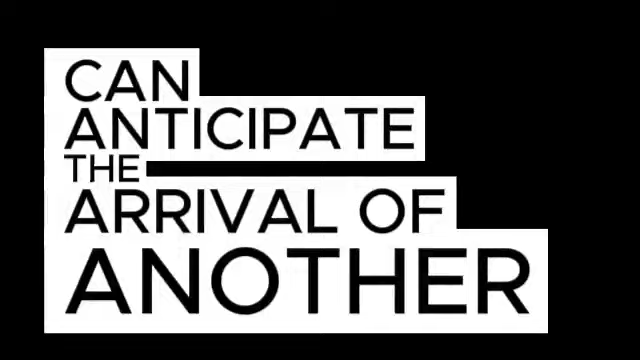 CAN
ANTICIPATE
THE
ARRIVAL OF
ANOTHER